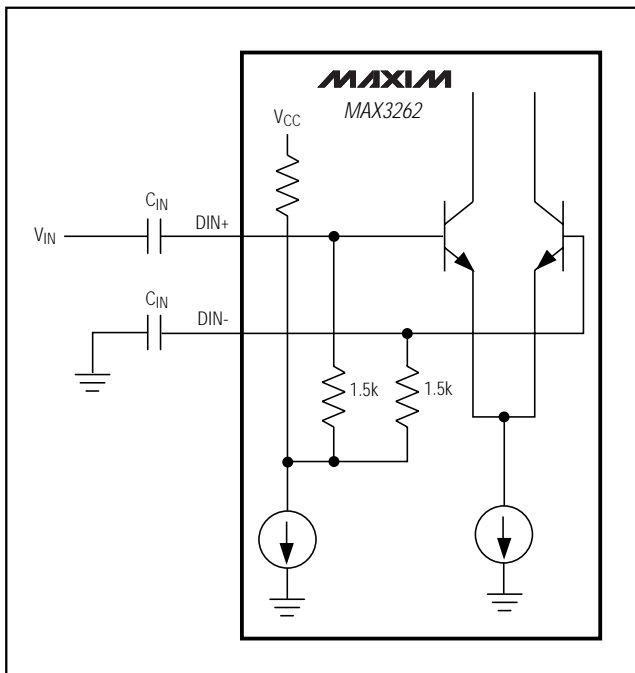 MAXIM
MAX3262
VCC
CIN
DIN+
VIN
CIN
DIN-
1.5k
1.5k